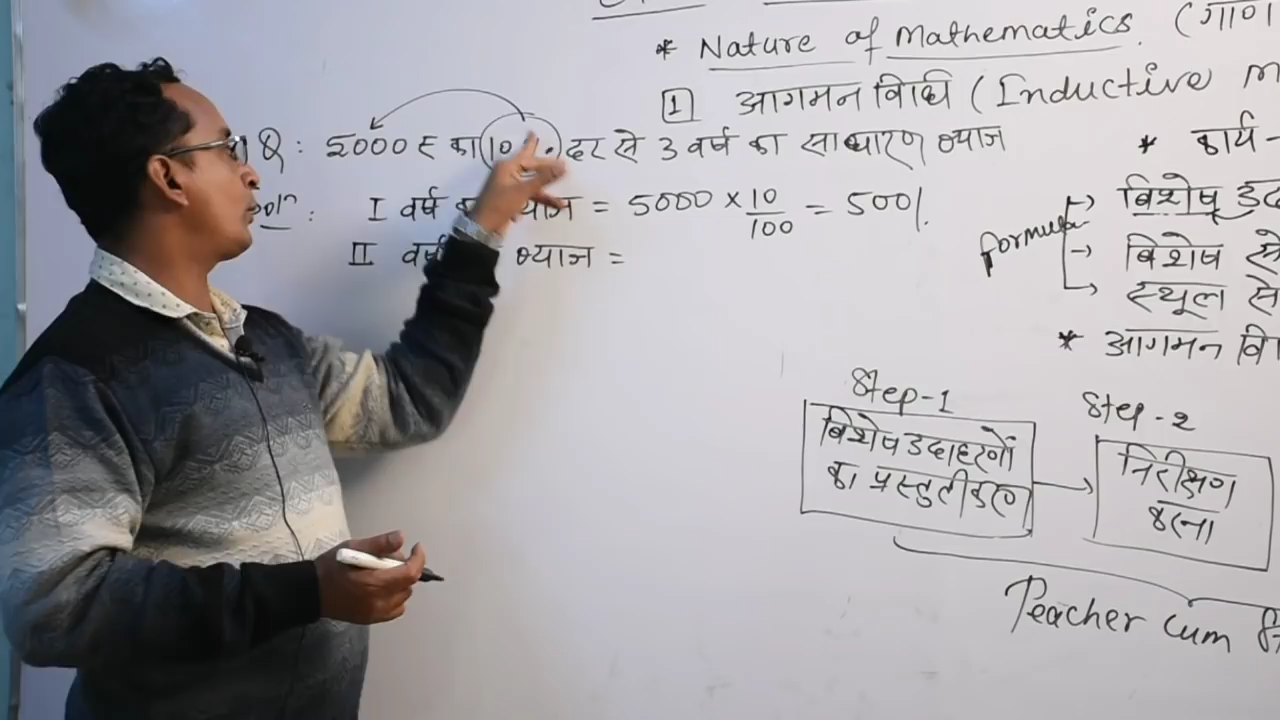 * Nature of Mathematics. (
1 आगमन विधि (Inductive M
Q: 5000₹ का 10 दर से 3 वर्ष का साधारण ब्याज
* कार्य-
Soln: I वर्ष = 5000 × 10/100 = 500/.
II वर्ष ब्याज =
formula
→ विशेष उदा
→ विशेष से
→ स्थूल से
* आगमन वि
Step-1
विशेष उदाहरणों
का प्रस्तुतीकरण
Step-2
निरीक्षण
करना
Teacher cum